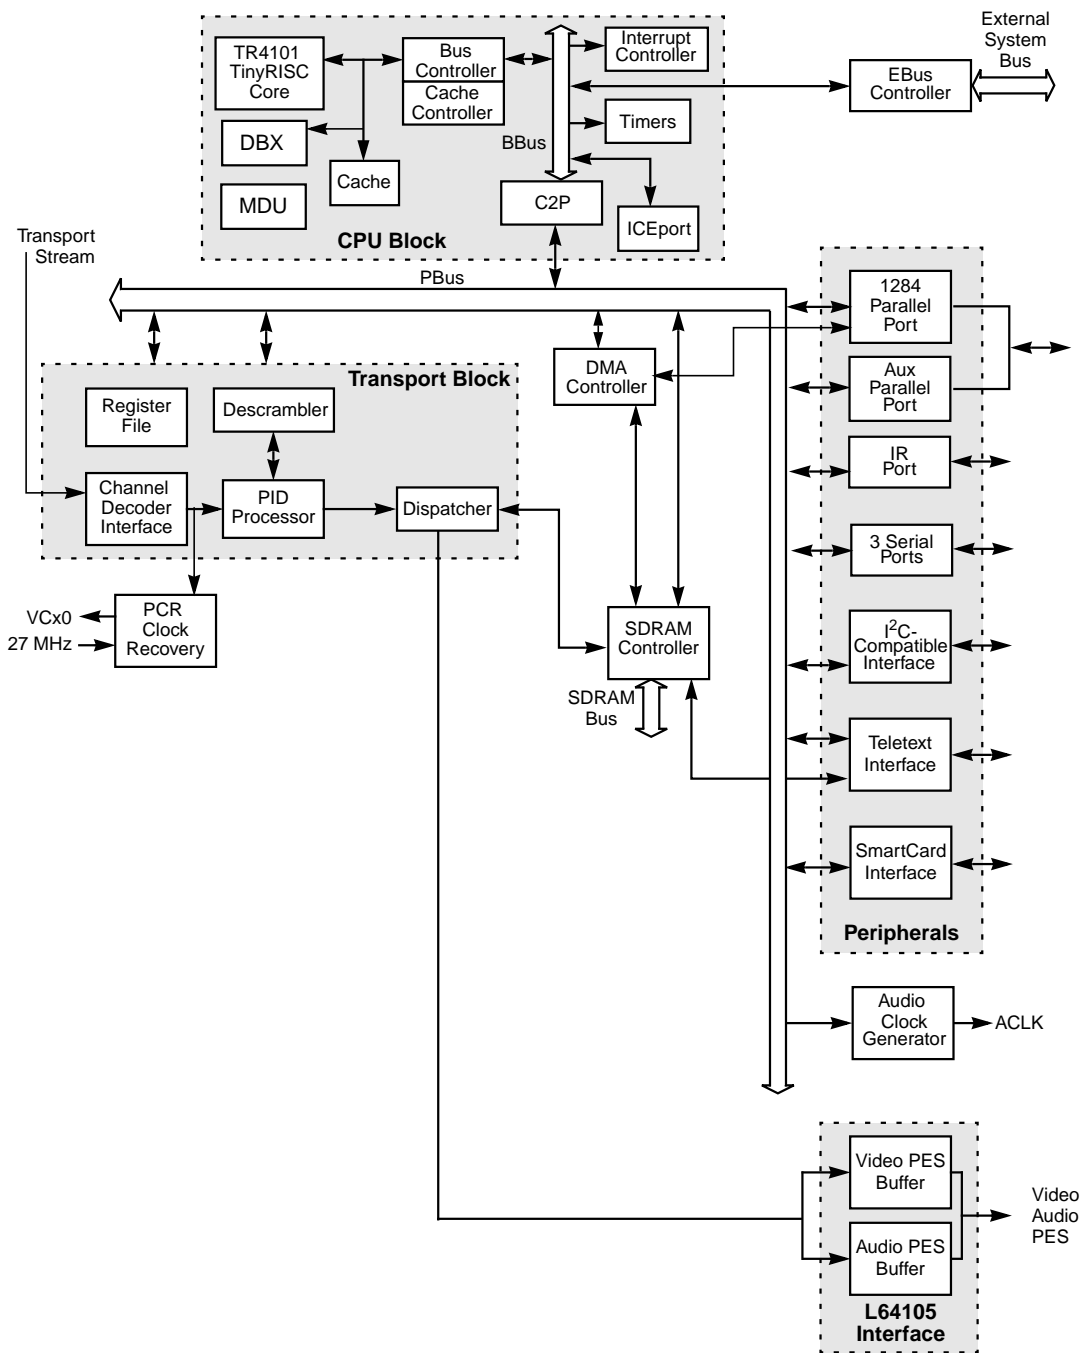 External
System
Bus
TR4101
TinyRISC
Core
Bus
Controller
Cache
Controller
Interrupt
Controller
EBus
Controller
DBX
Timers
BBus
Cache
MDU
C2P
ICEport
CPU Block
Transport
Stream
PBus
1284
Parallel
Port
DMA
Controller
Aux
Parallel
Port
Transport Block
Register
File
Descrambler
IR
Port
Channel
Decoder
Interface
PID
Processor
Dispatcher
3 Serial
Ports
VCx0
27 MHz
PCR
Clock
Recovery
SDRAM
Controller
I²C-
Compatible
Interface
SDRAM
Bus
Teletext
Interface
SmartCard
Interface
Peripherals
Audio
Clock
Generator
ACLK
Video PES
Buffer
Video
Audio
PES
Audio PES
Buffer
L64105
Interface